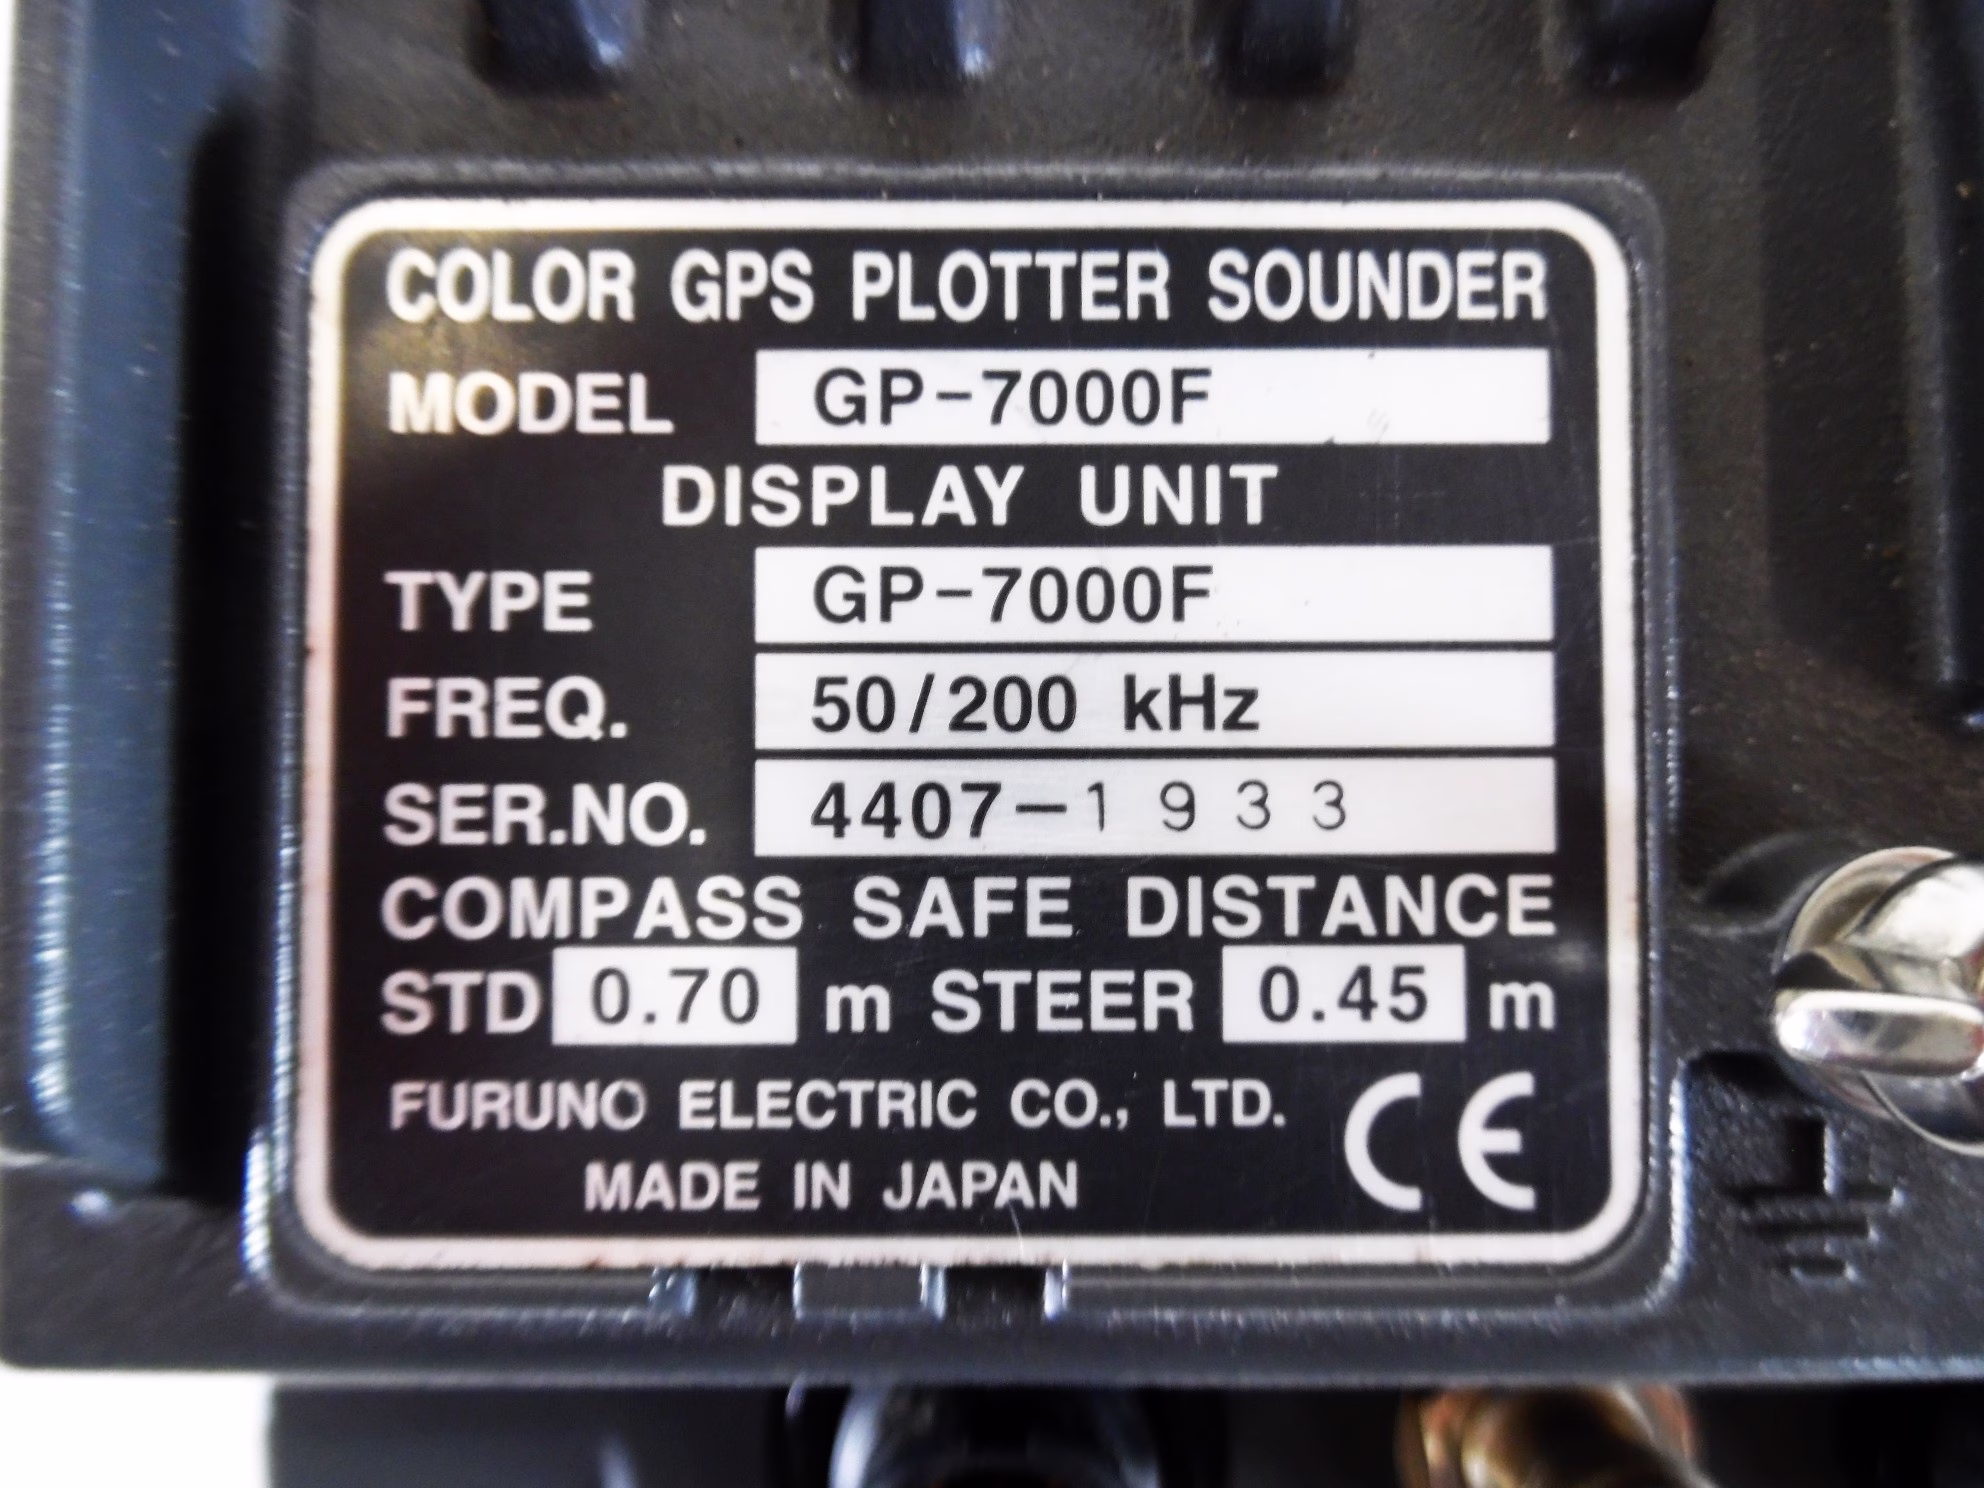 COLOR GPS PLOTTER SOUNDER
MODEL GP-7000F
DISPLAY UNIT
TYPE GP-7000F
FREQ. 50/200 kHz
SER.NO. 4407-1933
COMPASS SAFE DISTANCE
STD 0.70 m STEER 0.45 m
FURUNO ELECTRIC CO., LTD. CE
MADE IN JAPAN